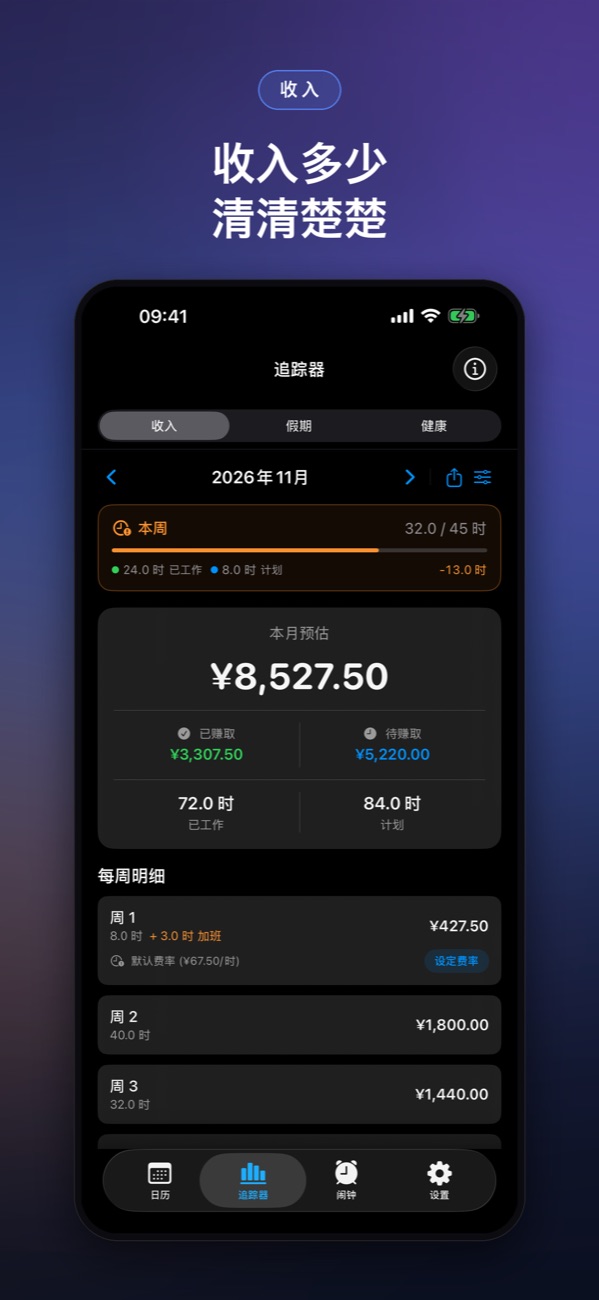 收入
收入多少
清清楚楚
09:41
追踪器
收入 假期 健康
2026年11月
本周 32.0 / 45 时
24.0 时 已工作 8.0 时 计划 -13.0 时
本月预估
¥8,527.50
已赚取 待赚取
¥3,307.50 ¥5,220.00
72.0 时 84.0 时
已工作 计划
每周明细
周 1 ¥427.50
8.0 时 + 3.0 时 加班
默认费率 (¥67.50/时) 设定费率
周 2 ¥1,800.00
40.0 时
周 3 ¥1,440.00
32.0 时
日历 追踪器 闹钟 设置